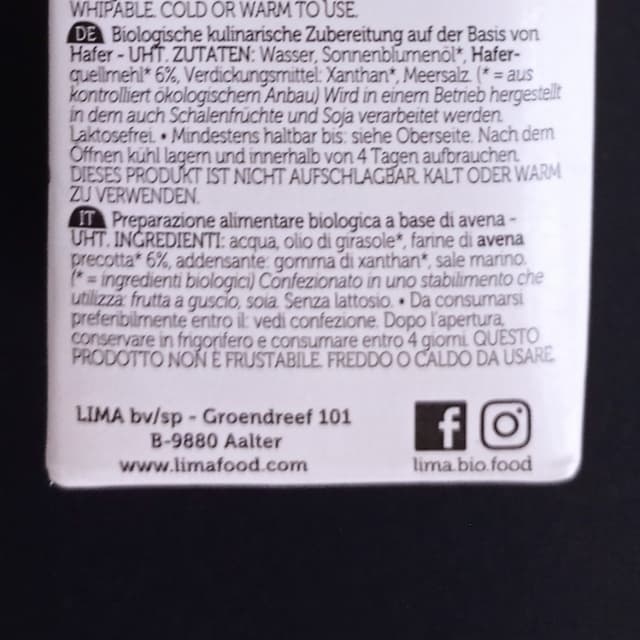 WHIPABLE. COLD OR WARM TO USE.
DE Biologische kulinarische Zubereitung auf der Basis von
Hafer - UHT. ZUTATEN: Wasser, Sonnenblumenöl*, Hafer-
quellmehl* 6%, Verdickungsmittel: Xanthan*, Meersalz. (* = aus
kontrolliert ökologischem Anbau) Wird in einem Betrieb hergestellt
in dem auch Schalenfrüchte und Soja verarbeitet werden.
Laktosefrei. • Mindestens haltbar bis: siehe Oberseite. Nach dem
Öffnen kühl lagern und innerhalb von 4 Tagen aufbrauchen.
DIESES PRODUKT IST NICHT AUFSCHLAGBAR. KALT ODER WARM
ZU VERWENDEN.
IT Preparazione alimentare biologica a base di avena -
UHT. INGREDIENTI: acqua, olio di girasole*, farine di avena
precotta* 6%, addensante: gomma di xanthan*, sale marino.
(* = ingredienti biologici) Confezionato in uno stabilimento che
utilizza: frutta a guscio, soia. Senza lattosio. • Da consumarsi
preferibilmente entro il: vedi confezione. Dopo l'apertura,
conservare in frigorifero e consumare entro 4 giorni. QUESTO
PRODOTTO NON È FRUSTABILE. FREDDO O CALDO DA USARE.
LIMA bv/sp - Groendreef 101
B-9880 Aalter
www.limafood.com
lima.bio.food